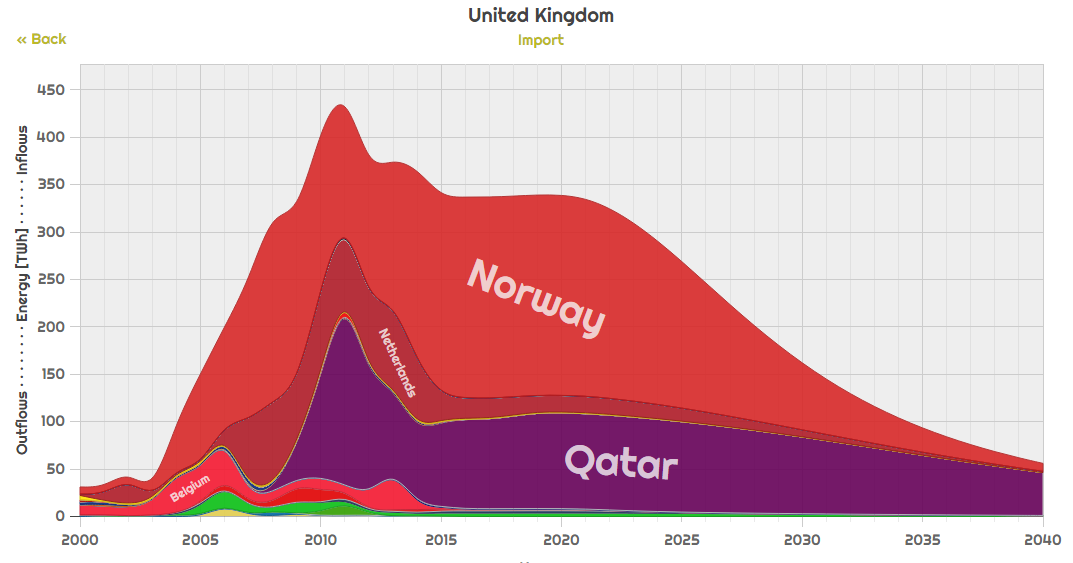 United Kingdom
« Back
Import
Outflows · · · · · · · · · Energy [TWh] · · · · · · · Inflows
450
400
350
300
250
200
150
100
50
0
Norway
Netherlands
Qatar
Belgium
2000 2005 2010 2015 2020 2025 2030 2035 2040